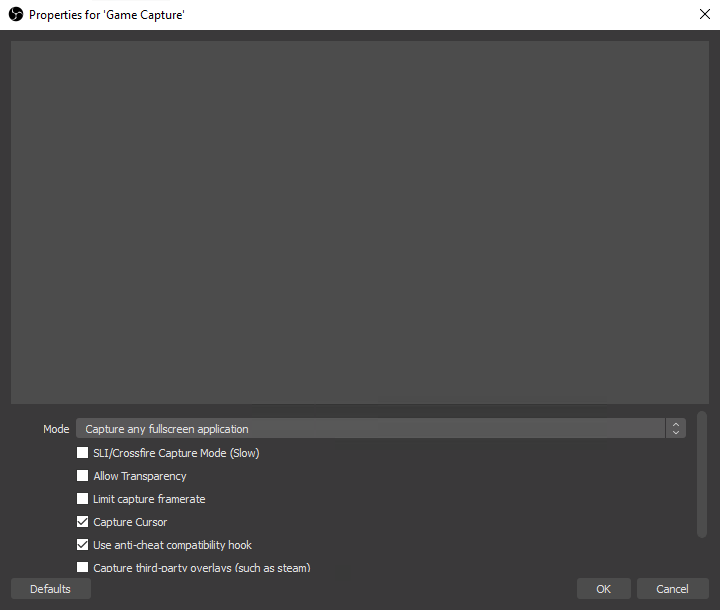 Properties for 'Game Capture'
Mode Capture any fullscreen application
SLI/Crossfire Capture Mode (Slow)
Allow Transparency
Limit capture framerate
Capture Cursor
Use anti-cheat compatibility hook
Capture third-party overlays (such as steam)
Defaults OK Cancel